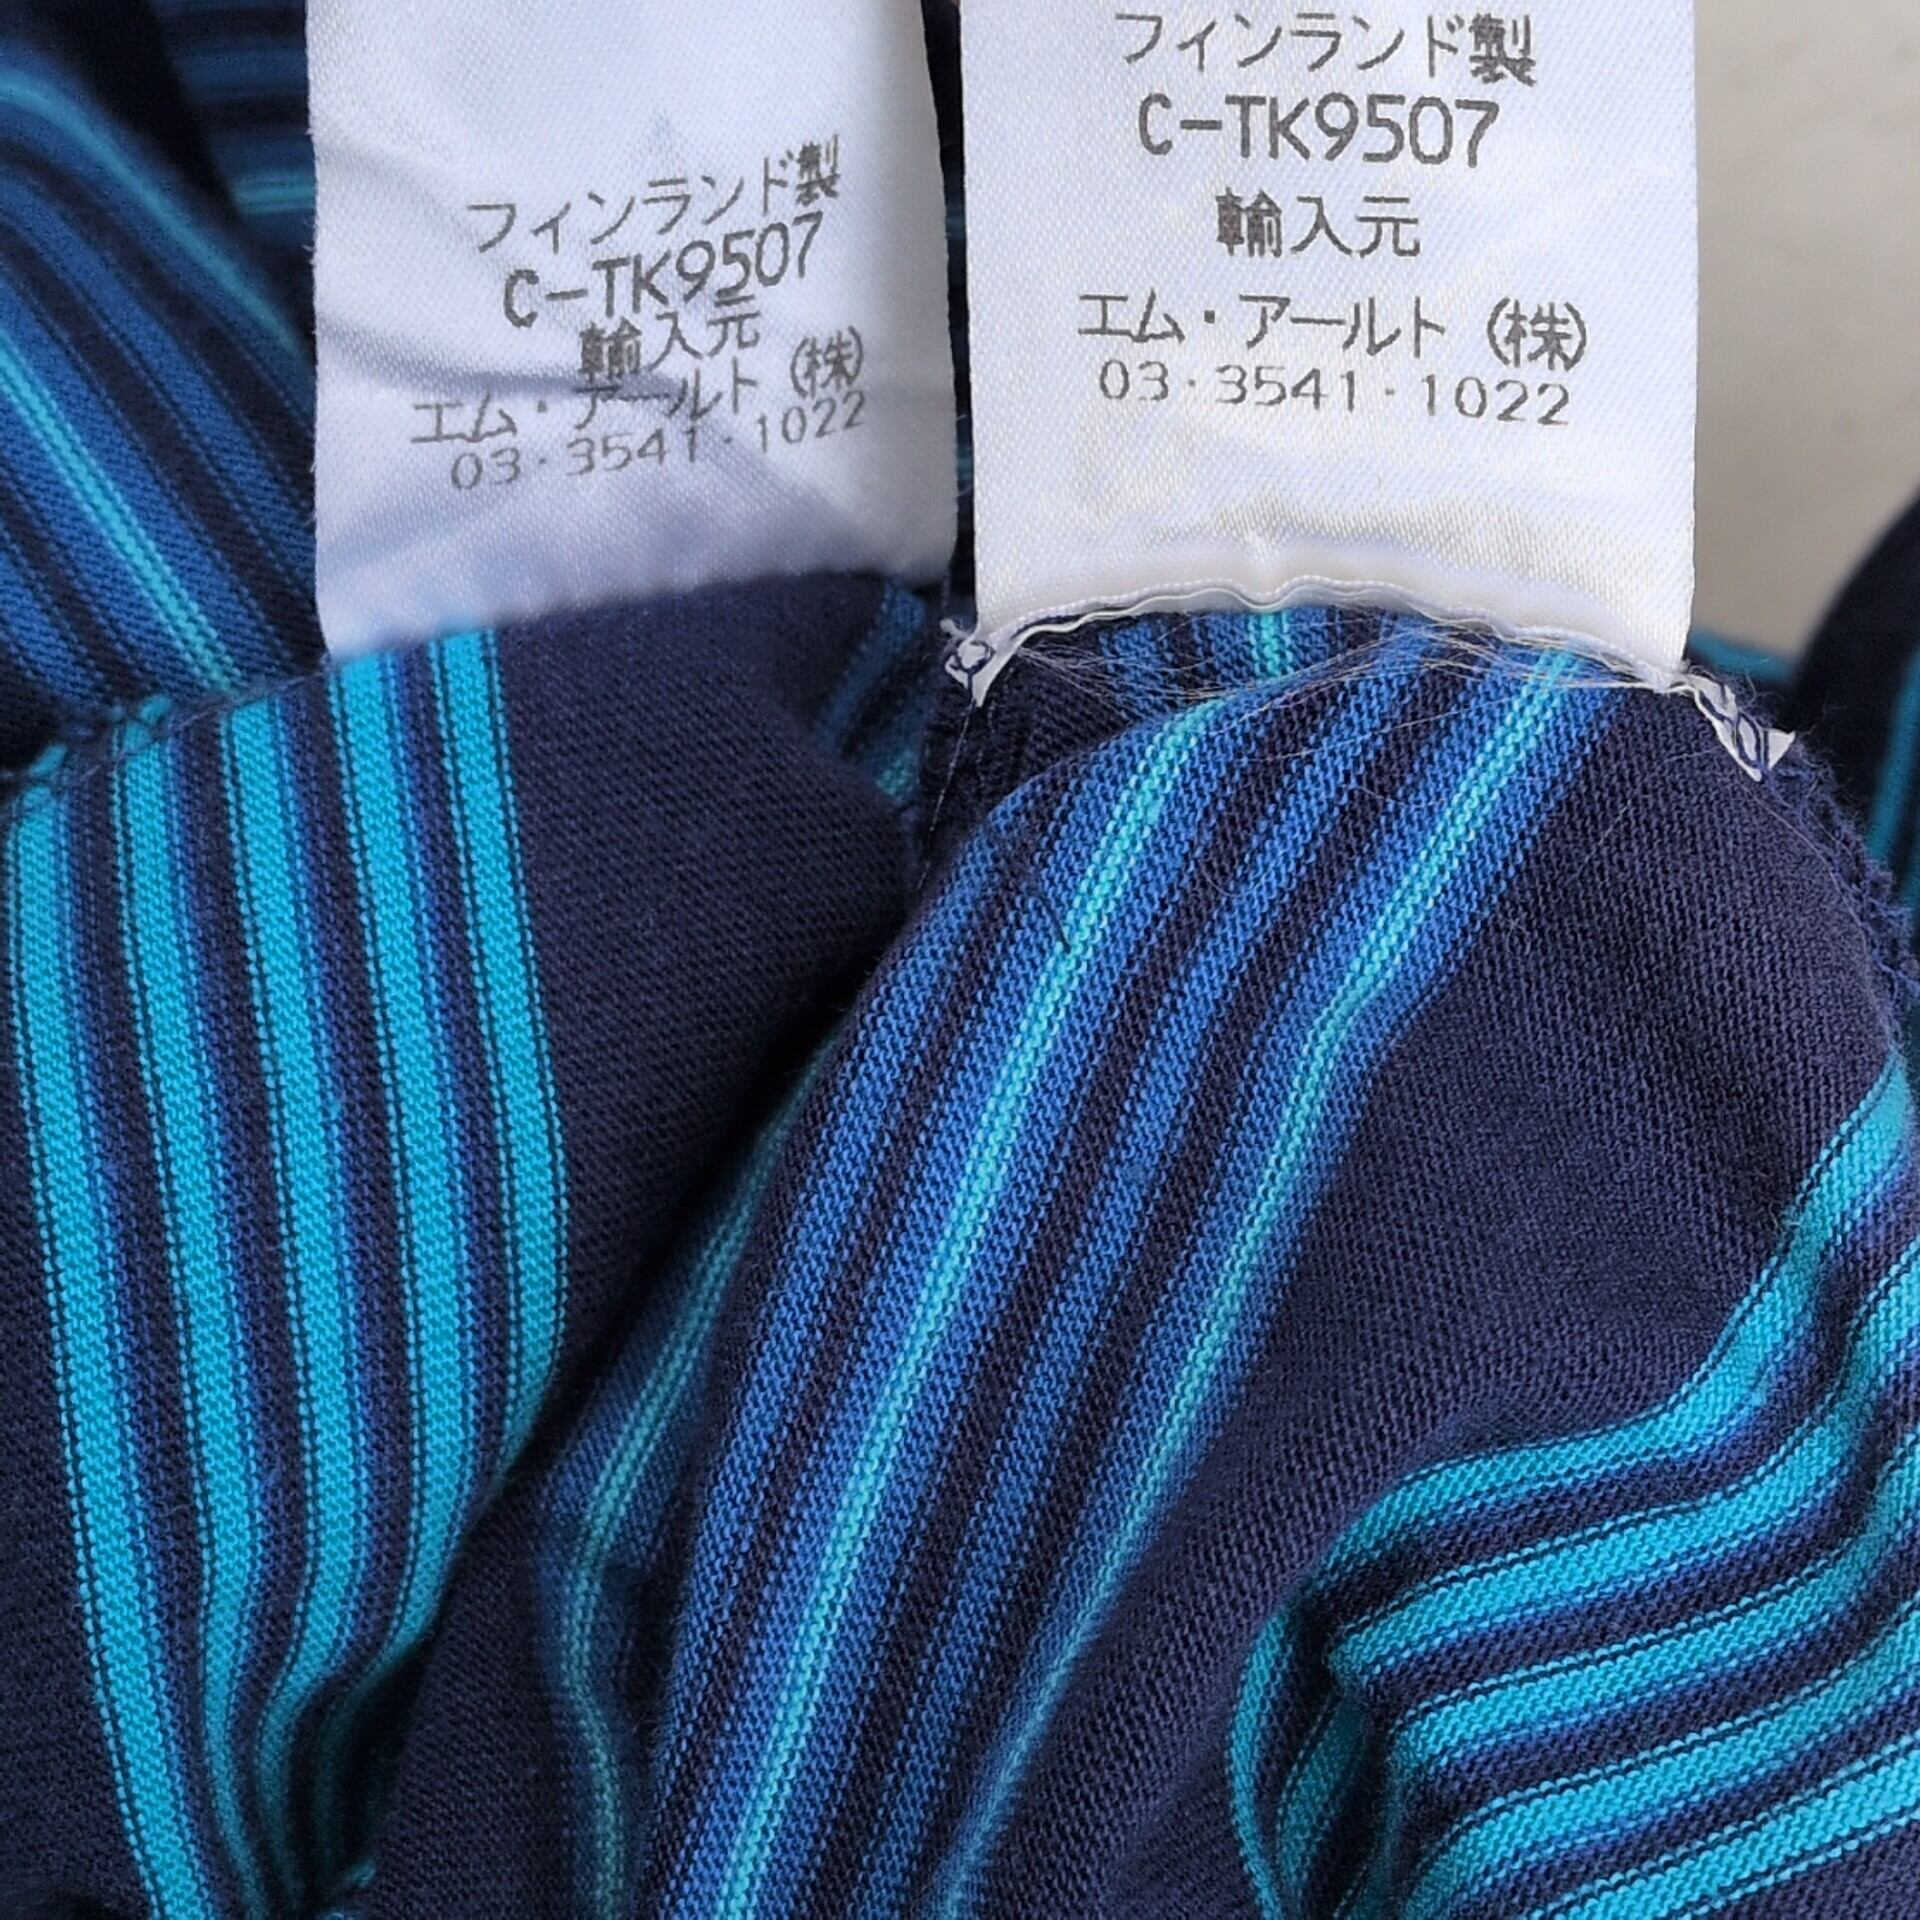 フィンランド製
C-TK9507
輸入元
エム・アールト (株)
03・3541・1022
フィンランド製
C-TK9507
輸入元
エム・アールト (株)
03・3541・1022